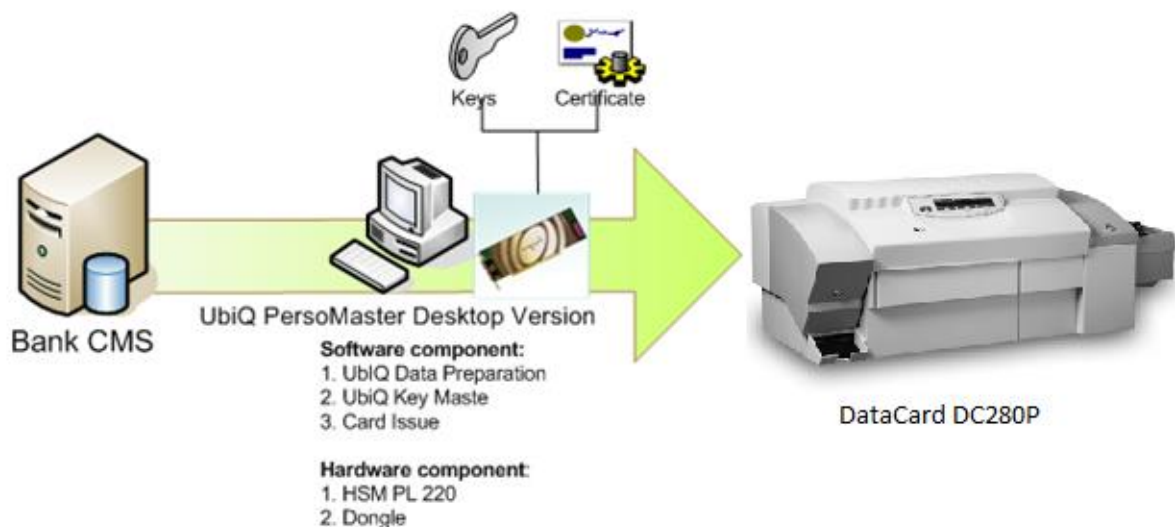 Keys
Certificate
Bank CMS
UbiQ PersoMaster Desktop Version
Software component:
1. UbIQ Data Preparation
2. UbiQ Key Maste
3. Card Issue
Hardware component:
1. HSM PL 220
2. Dongle
DataCard DC280P